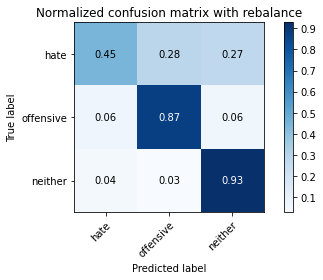 Normalized confusion matrix with rebalance
True label
hate 0.45 0.28 0.27
offensive 0.06 0.87 0.06
neither 0.04 0.03 0.93
hate offensive neither
Predicted label
0.9
0.8
0.7
0.6
0.5
0.4
0.3
0.2
0.1